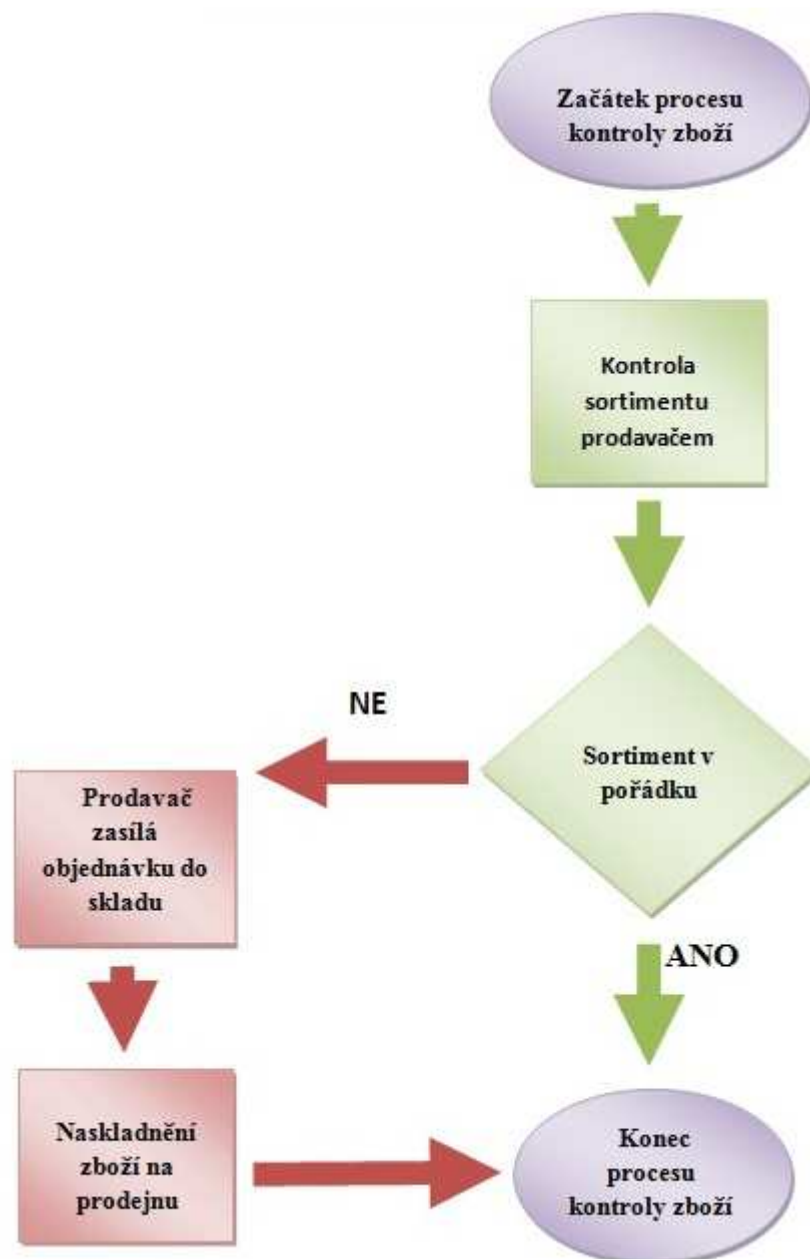 Začátek procesu
kontroly zboží
Kontrola
sortimentu
prodavačem
Sortiment v
pořádku
NE
Prodavač
zasílá
objednávku do
skladu
ANO
Naskladnění
zboží na
prodejnu
Konec
procesu
kontroly zboží